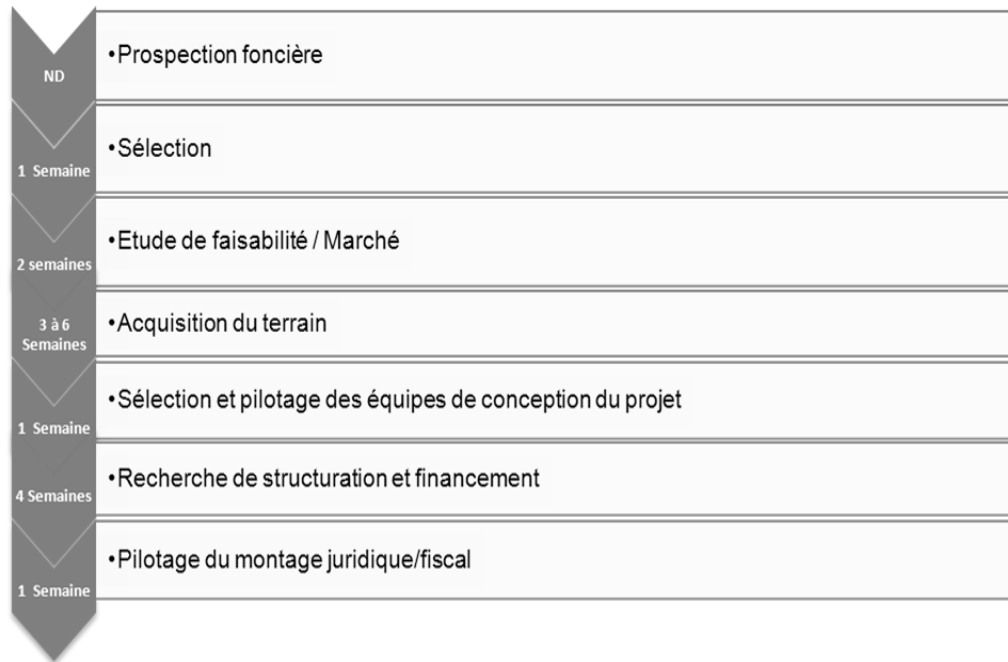 ND
•Prospection foncière
1 Semaine
•Sélection
2 semaines
•Etude de faisabilité / Marché
3 à 6
Semaines
•Acquisition du terrain
1 Semaine
•Sélection et pilotage des équipes de conception du projet
4 Semaines
•Recherche de structuration et financement
1 Semaine
•Pilotage du montage juridique/fiscal